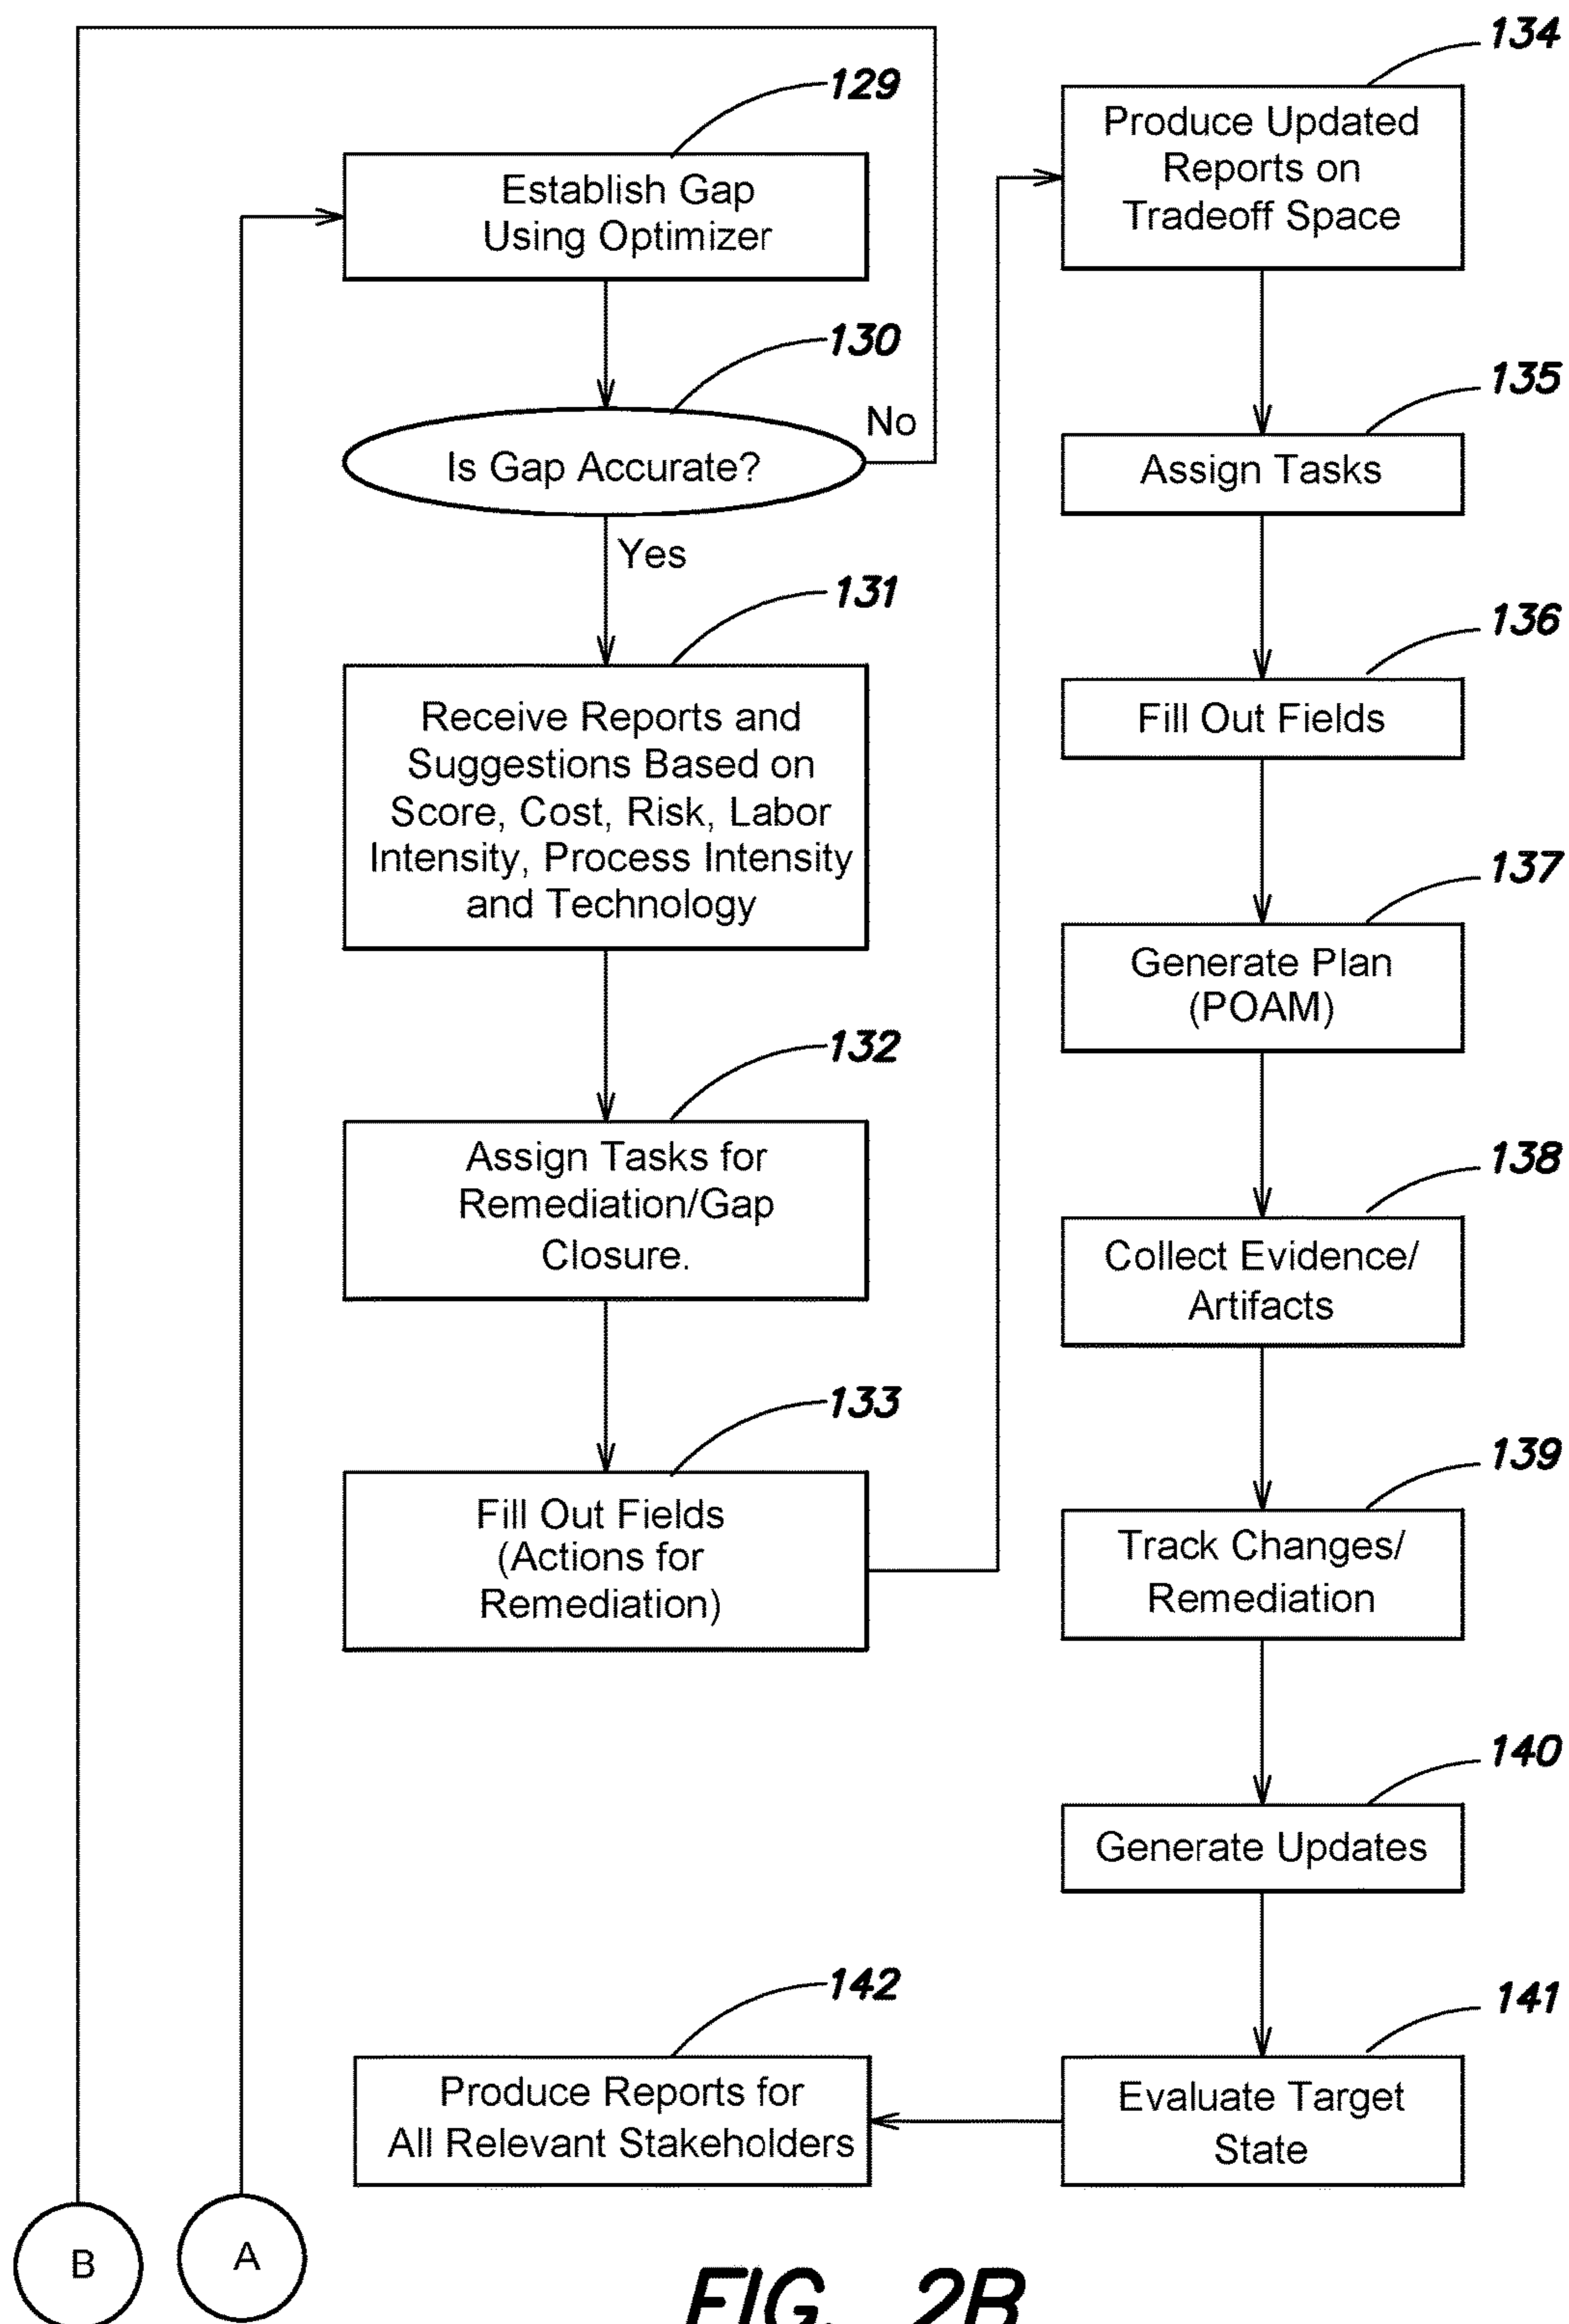 129
Establish Gap
Using Optimizer
130
Is Gap Accurate?
No
Yes
131
Receive Reports and
Suggestions Based on
Score, Cost, Risk, Labor
Intensity, Process Intensity
and Technology
132
Assign Tasks for
Remediation/Gap
Closure.
133
Fill Out Fields
(Actions for
Remediation)
134
Produce Updated
Reports on
Tradeoff Space
135
Assign Tasks
136
Fill Out Fields
137
Generate Plan
(POAM)
138
Collect Evidence/
Artifacts
139
Track Changes/
Remediation
140
Generate Updates
141
Evaluate Target
State
142
Produce Reports for
All Relevant Stakeholders
B
A
FIG. 2B